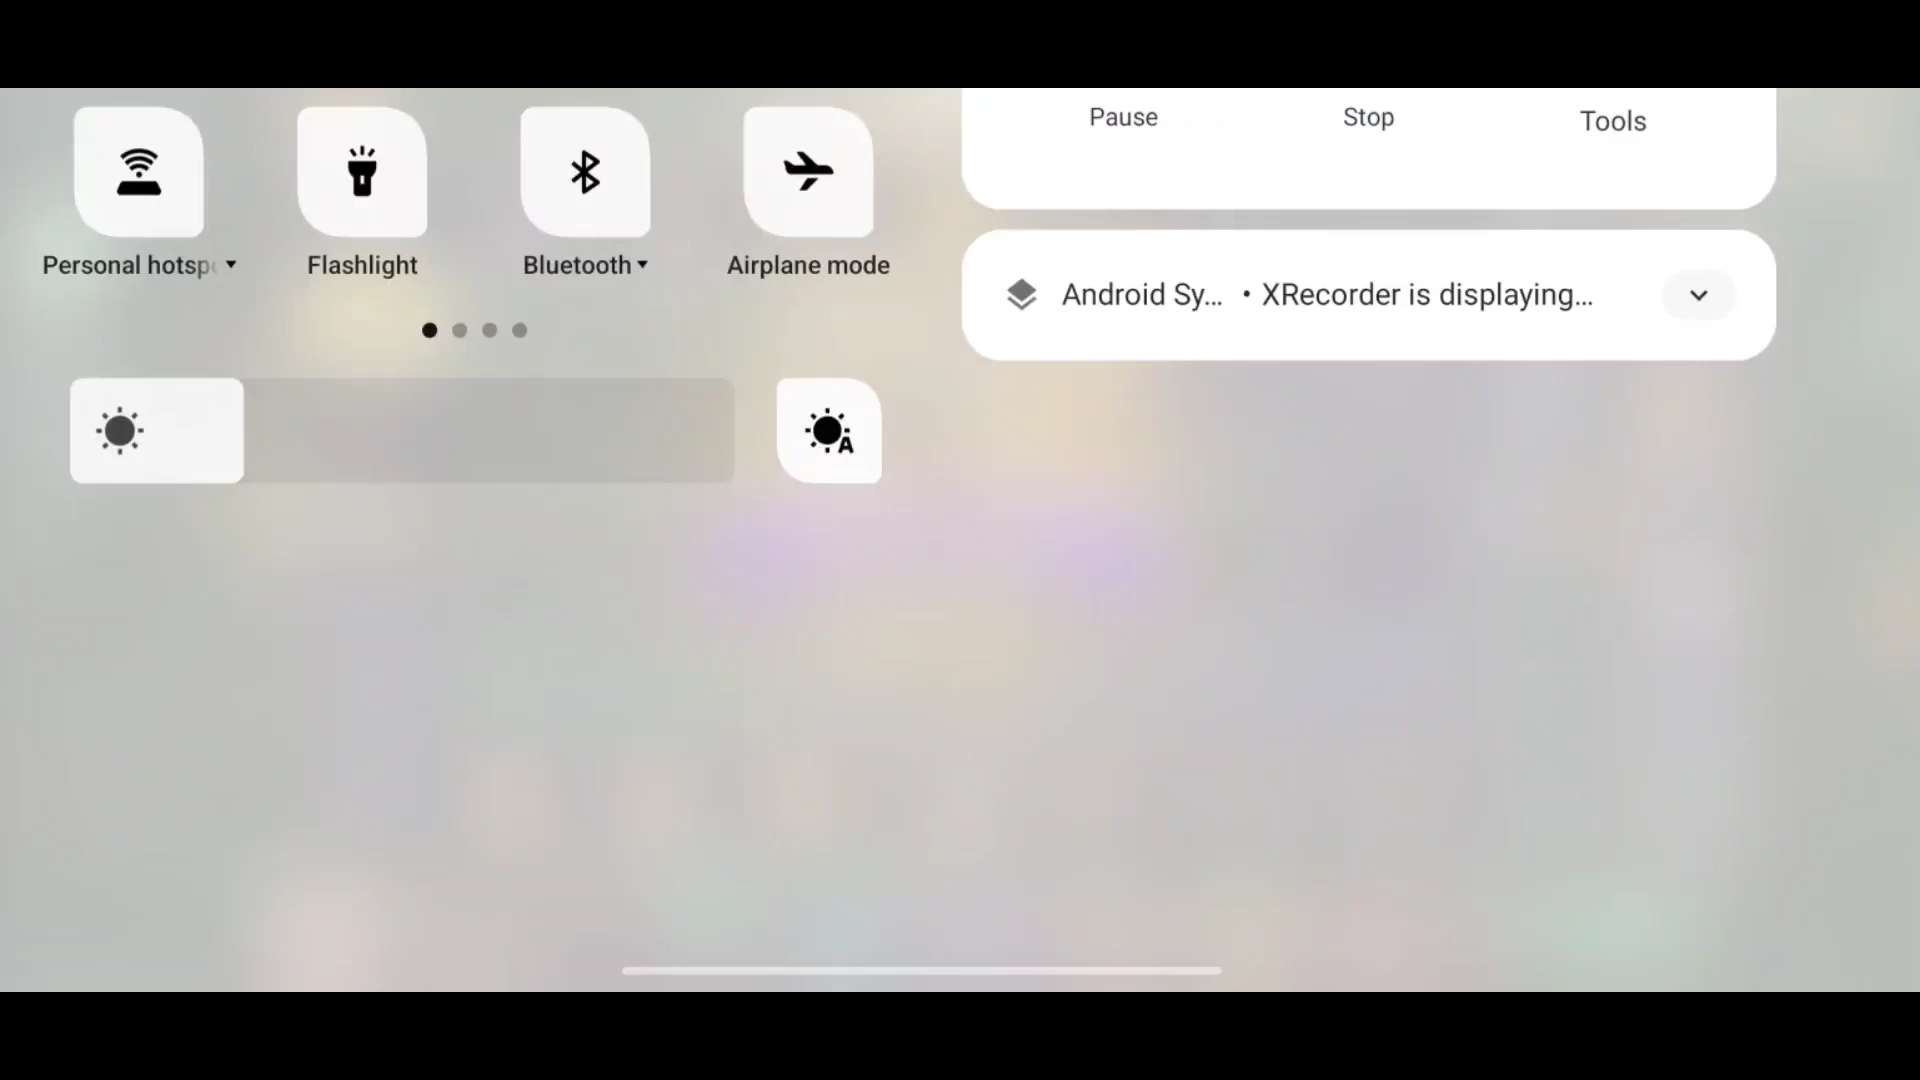 Pause Stop Tools
Personal hotsp
Flashlight
Bluetooth
Airplane mode
Android Sy... • XRecorder is displaying...
A